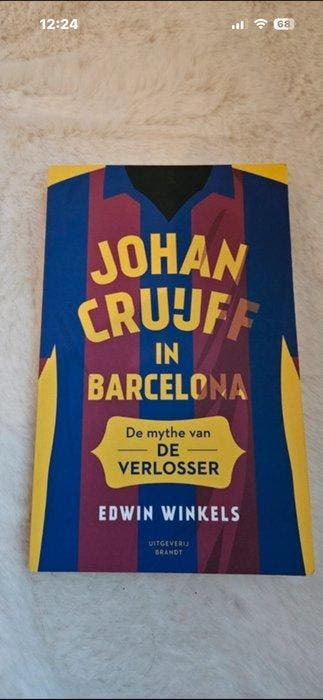 12:24
68
JOHAN
CRUIJFF
IN
BARCELONA
De mythe van
DE
VERLOSSER
EDWIN WINKELS
UITGEVERIJ
BRANDT